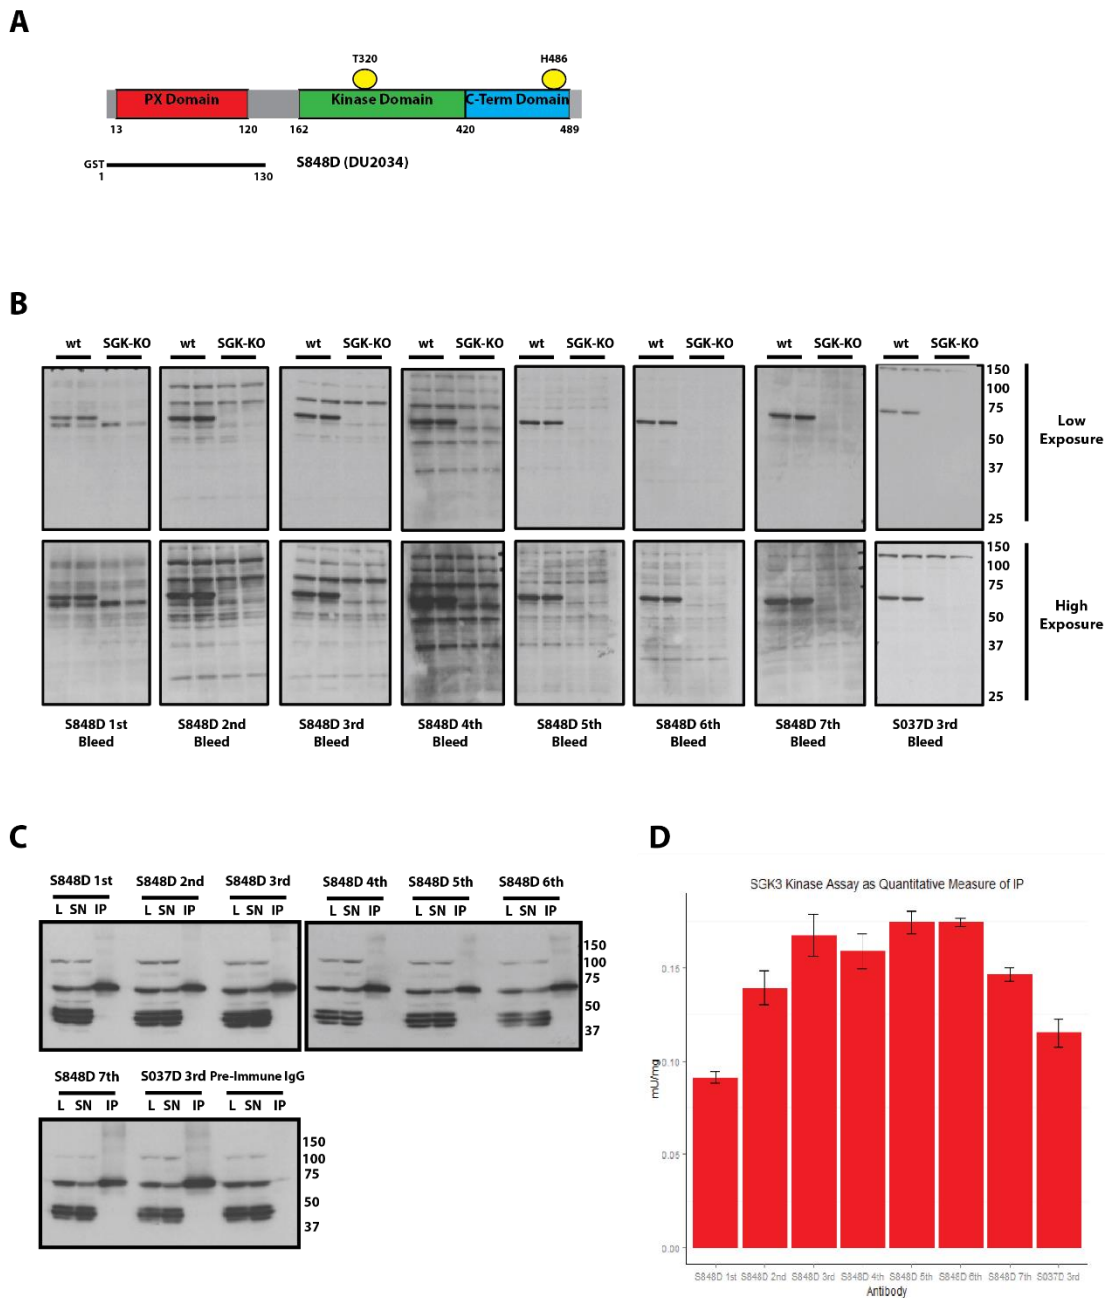 A
T320
H486
PX Domain
Kinase Domain
C-Term Domain
13
120
162
420
489
GST
S848D (DU2034)
1
130
B
wt SGK-KO wt SGK-KO wt SGK-KO wt SGK-KO wt SGK-KO wt SGK-KO wt SGK-KO wt SGK-KO
150
100
75
50
37
25
Low
Exposure
150
100
75
50
37
25
High
Exposure
S848D 1st
Bleed
S848D 2nd
Bleed
S848D 3rd
Bleed
S848D 4th
Bleed
S848D 5th
Bleed
S848D 6th
Bleed
S848D 7th
Bleed
S037D 3rd
Bleed
C
S848D 1st S848D 2nd S848D 3rd S848D 4th S848D 5th S848D 6th
L SN IP L SN IP L SN IP L SN IP L SN IP L SN IP
150
100
75
50
37
S848D 7th S037D 3rd Pre-Immune IgG
L SN IP L SN IP L SN IP
150
100
75
50
37
D
SGK3 Kinase Assay as Quantitative Measure of IP
mU/mg
0.15
0.10
0.05
0.00
S848D 1st S848D 2nd S848D 3rd S848D 4th S848D 5th S848D 6th S848D 7th S037D 3rd
Antibody